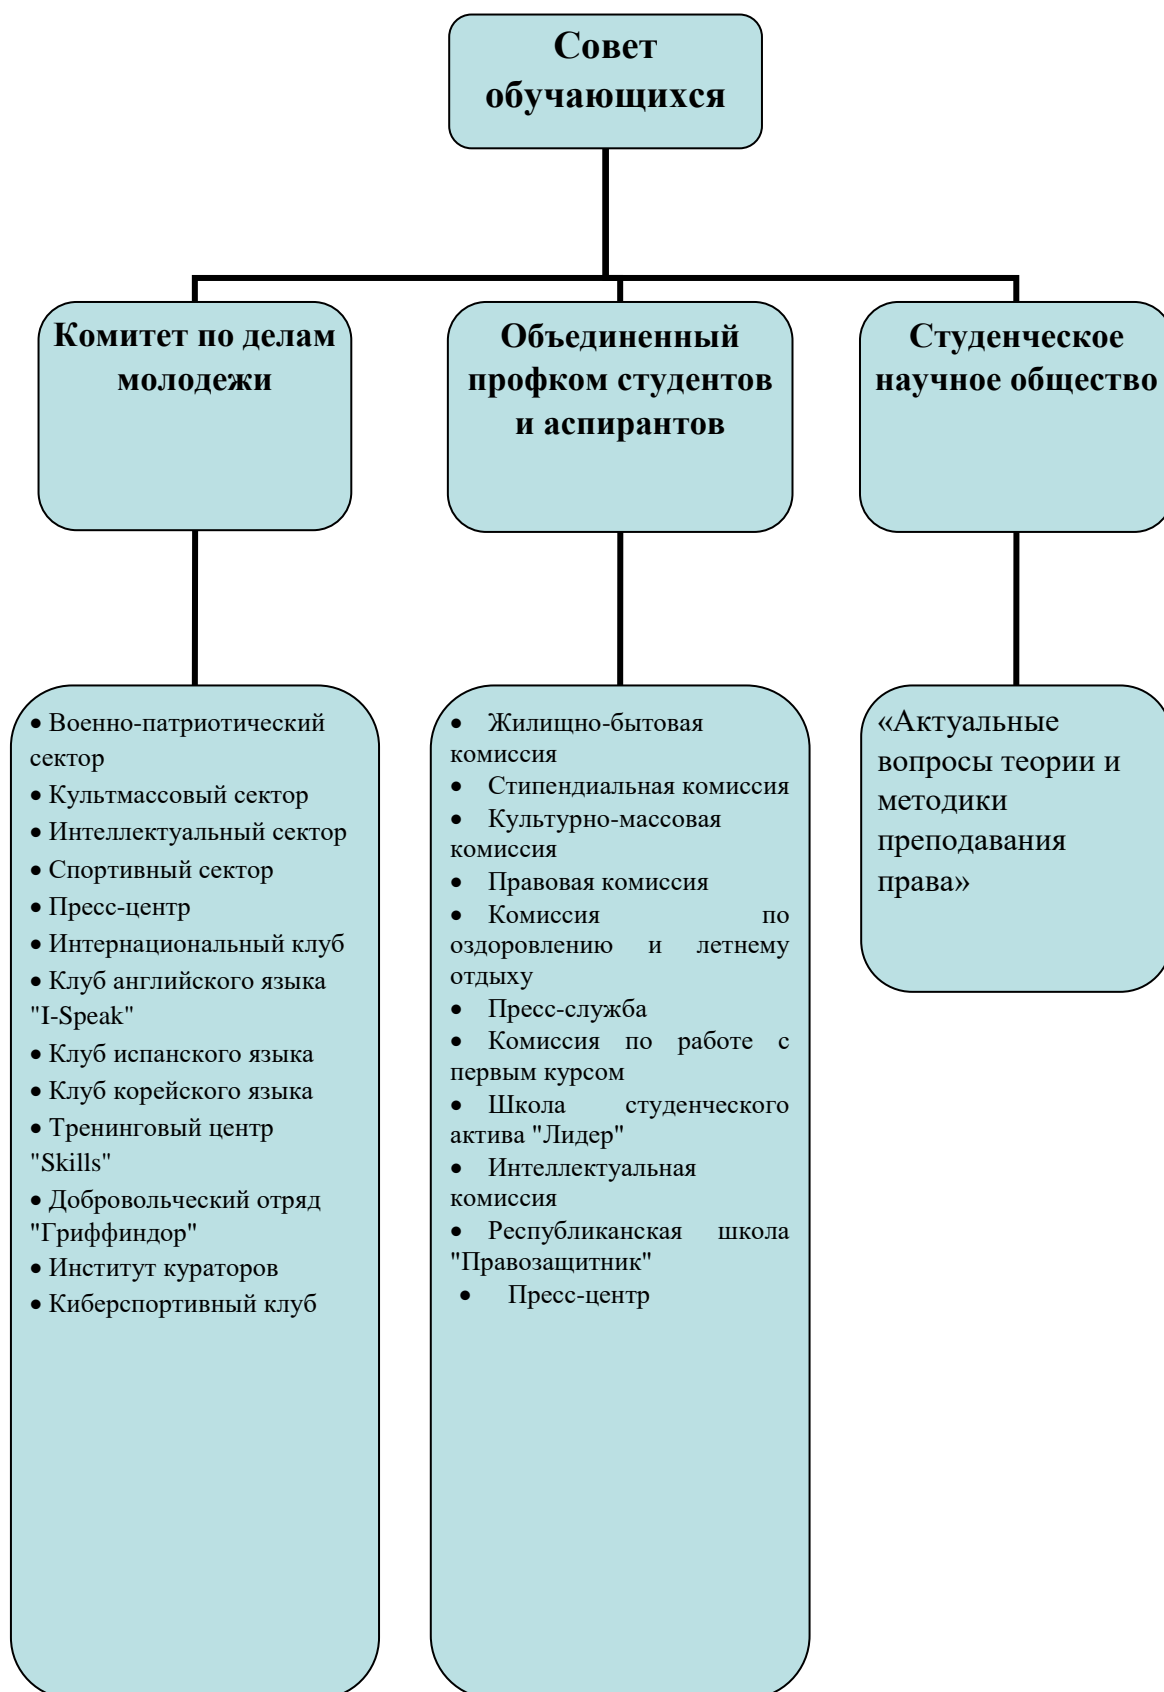 Совет
обучающихся
Комитет по делам
молодежи
Объединенный
профком студентов
и аспирантов
Студенческое
научное общество
• Военно-патриотический
сектор
• Культмассовый сектор
• Интеллектуальный сектор
• Спортивный сектор
• Пресс-центр
• Интернациональный клуб
• Клуб английского языка
"I-Speak"
• Клуб испанского языка
• Клуб корейского языка
• Тренинговый центр
"Skills"
• Добровольческий отряд
"Гриффиндор"
• Институт кураторов
• Киберспортивный клуб
• Жилищно-бытовая
комиссия
• Стипендиальная комиссия
• Культурно-массовая
комиссия
• Правовая комиссия
• Комиссия по
оздоровлению и летнему
отдыху
• Пресс-служба
• Комиссия по работе с
первым курсом
• Школа студенческого
актива "Лидер"
• Интеллектуальная
комиссия
• Республиканская школа
"Правозащитник"
• Пресс-центр
«Актуальные
вопросы теории и
методики
преподавания
права»